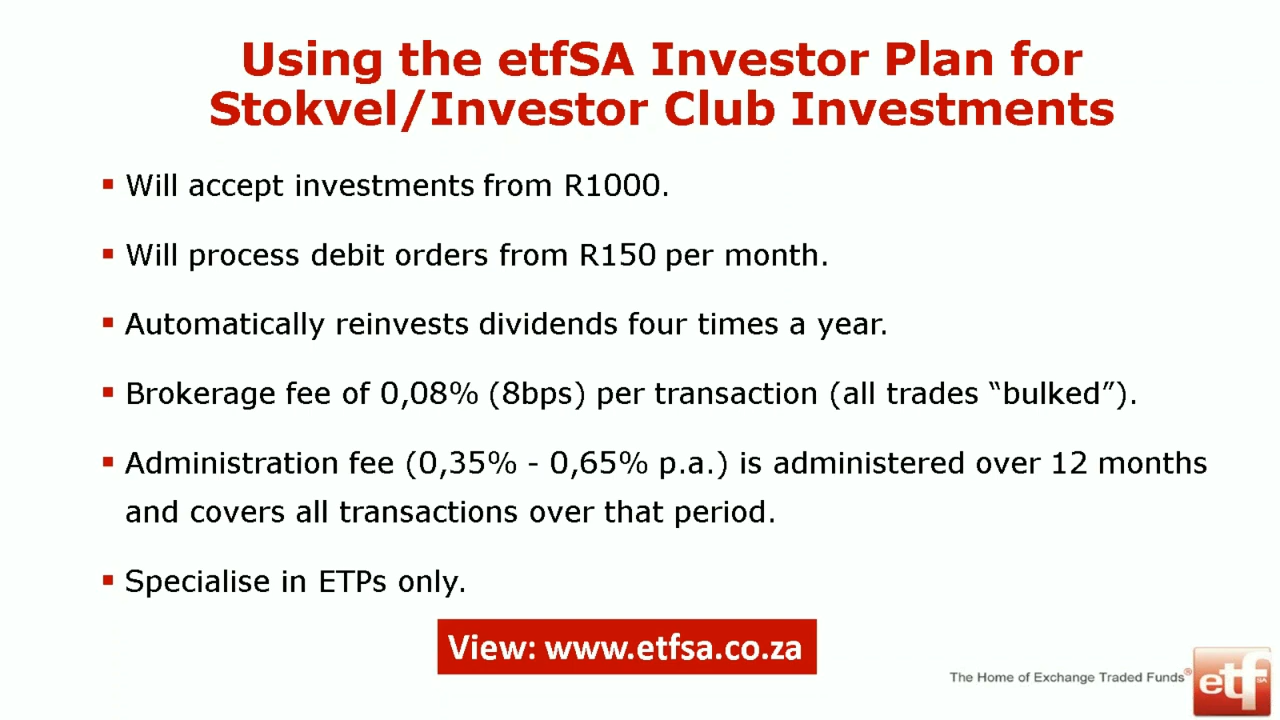 Using the etfSA Investor Plan for
Stokvel/Investor Club Investments
▪ Will accept investments from R1000.
▪ Will process debit orders from R150 per month.
▪ Automatically reinvests dividends four times a year.
▪ Brokerage fee of 0,08% (8bps) per transaction (all trades “bulked”).
▪ Administration fee (0,35% - 0,65% p.a.) is administered over 12 months
and covers all transactions over that period.
▪ Specialise in ETPs only.
View: www.etfsa.co.za
The Home of Exchange Traded Funds®
etf SA